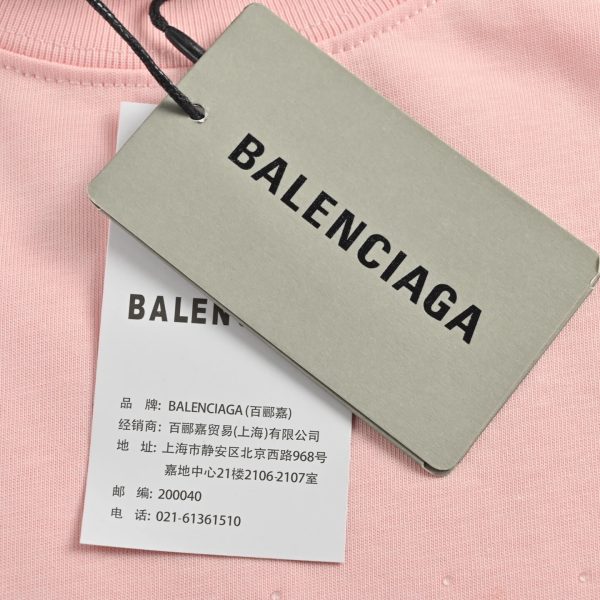 BALENCIAGA
BALEN
品 牌: BALENCIAGA (百郦嘉)
经销商: 百郦嘉贸易(上海)有限公司
地 址: 上海市静安区北京西路968号
嘉地中心21楼2106-2107室
邮 编: 200040
电 话: 021-61361510